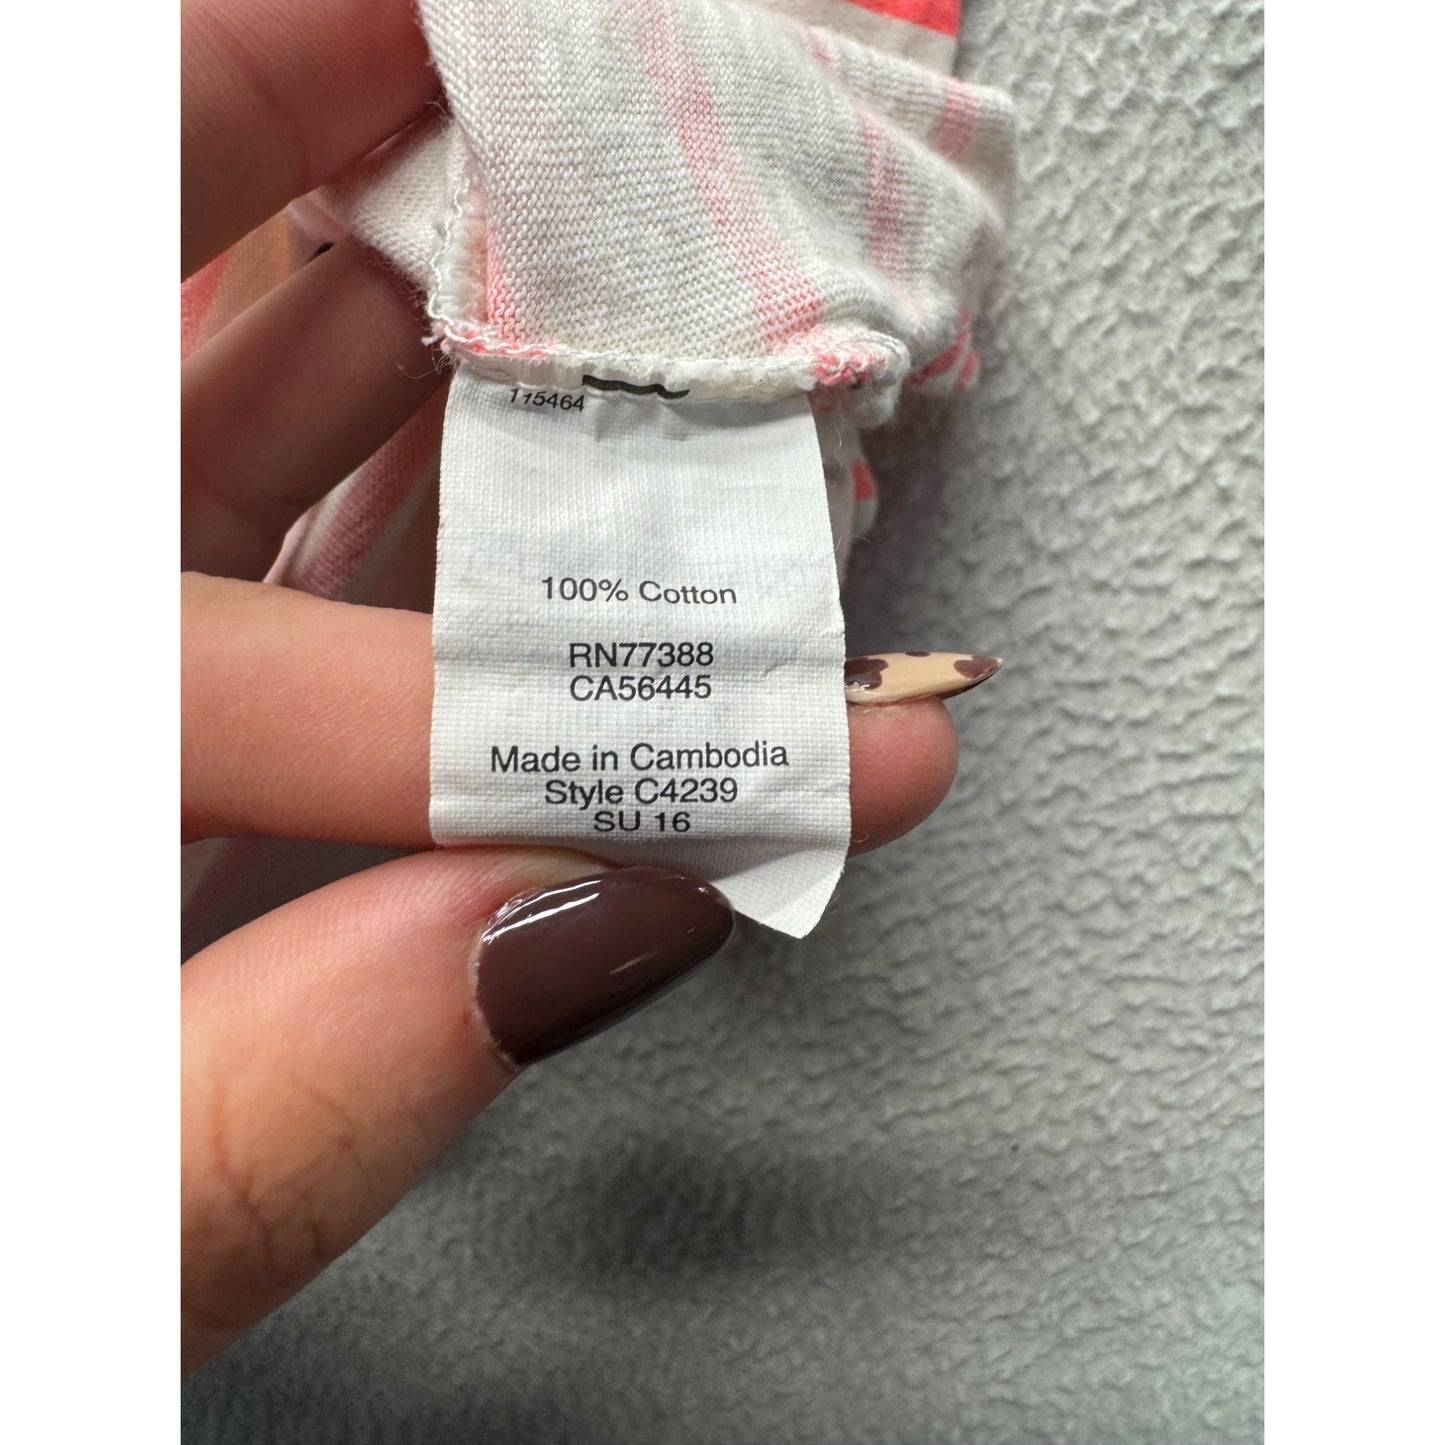 115464
100% Cotton
RN77388
CA56445
Made in Cambodia
Style C4239
SU 16